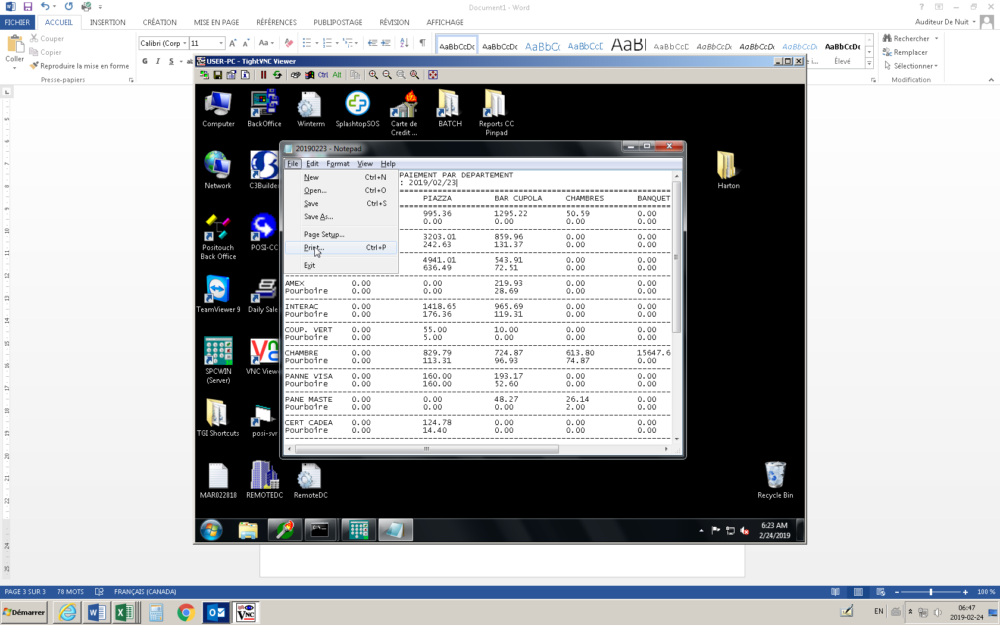 Document1 - Word
FICHIER ACCUEIL INSERTION CRÉATION MISE EN PAGE RÉFÉRENCES PUBLIPOSTAGE RÉVISION AFFICHAGE Auditeur De Nuit
Coller
Couper
Copier
Reproduire la mise en forme
Presse-papiers
Calibri (Corp 11
G I S
AaBbCcDc AaBbCcDc AaBbC( AaBbCcE AaB AaBbCcD AaBbCcDc AaBbCcDc AaBbCcDc AaBbCcDc
Élevé
Rechercher
Remplacer
Sélectionner
Modification
USER-PC - TightVNC Viewer
Ctrl Alt
Computer
BackOffice
Winterm
SplashtopSOS
Carte de Credit ...
BATCH
Reports CC Pinpad
Network
C3Builde
Harton
Positouch Back Office
POSI-CC
TeamViewer 9
Daily Sale
SPCWIN (Server)
VNC View
TGI Shortcuts
posi-svr
MAR022818
REMOTEDC
RemoteDC
Recycle Bin
20190223 - Notepad
File Edit Format View Help
New Ctrl+N
Open... Ctrl+O
Save Ctrl+S
Save As...
Page Setup...
Print... Ctrl+P
Exit
PAIEMENT PAR DEPARTEMENT
: 2019/02/23
PIAZZA BAR CUPOLA CHAMBRES BANQUET
995.36 1295.22 50.59 0.00
0.00 0.00 0.00 0.00
3203.01 859.96 0.00 0.00
242.63 131.37 0.00 0.00
4941.01 543.91 0.00 0.00
636.49 72.51 0.00 0.00
AMEX 0.00 0.00 219.93 0.00 0.00
Pourboire 0.00 0.00 28.69 0.00 0.00
INTERAC 0.00 1418.65 965.69 0.00 0.00
Pourboire 0.00 176.36 119.31 0.00 0.00
COUP. VERT 0.00 55.00 10.00 0.00 0.00
Pourboire 0.00 5.00 0.00 0.00 0.00
CHAMBRE 0.00 829.79 724.87 613.80 15647.6
Pourboire 0.00 113.31 96.93 74.87 0.00
PANNE VISA 0.00 160.00 193.17 0.00 0.00
Pourboire 0.00 160.00 52.60 0.00 0.00
PANE MASTE 0.00 0.00 48.27 26.14 0.00
Pourboire 0.00 0.00 0.00 2.00 0.00
CERT CADEA 0.00 124.78 0.00 0.00 0.00
Pourboire 0.00 14.40 0.00 0.00 0.00
6:23 AM
2/24/2019
PAGE 3 SUR 3 78 MOTS FRANÇAIS (CANADA) 100 %
Démarrer
EN
06:47
2019-02-24